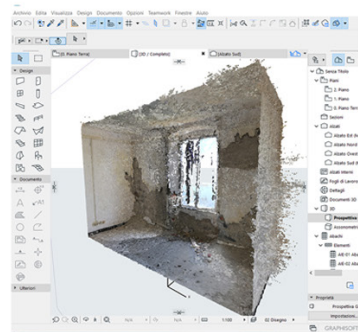 Archivio Edit Vista Visualizza Design Documento Opzioni Teamwork Finestre Aiuto
[0. Piano Terra]
[3D / Completo]
[Alzato Sud]
Design
Documento
Ulteriori
Senza Titolo
Piani
2. Piano
1. Piano
0. Piano Terra
Sezioni
Alzati
Alzato Est
Alzato Nord
Alzato Ovest
Alzato Sud
Alzati Interni
Fogli di Lavoro
Dettagli
Documenti 3D
3D
Prospettiva
Assonometria
Abachi
Elementi
Proprietà
Impostazioni...
N/A
N/A
1:100
3D Disegno
GRAPHISOFT